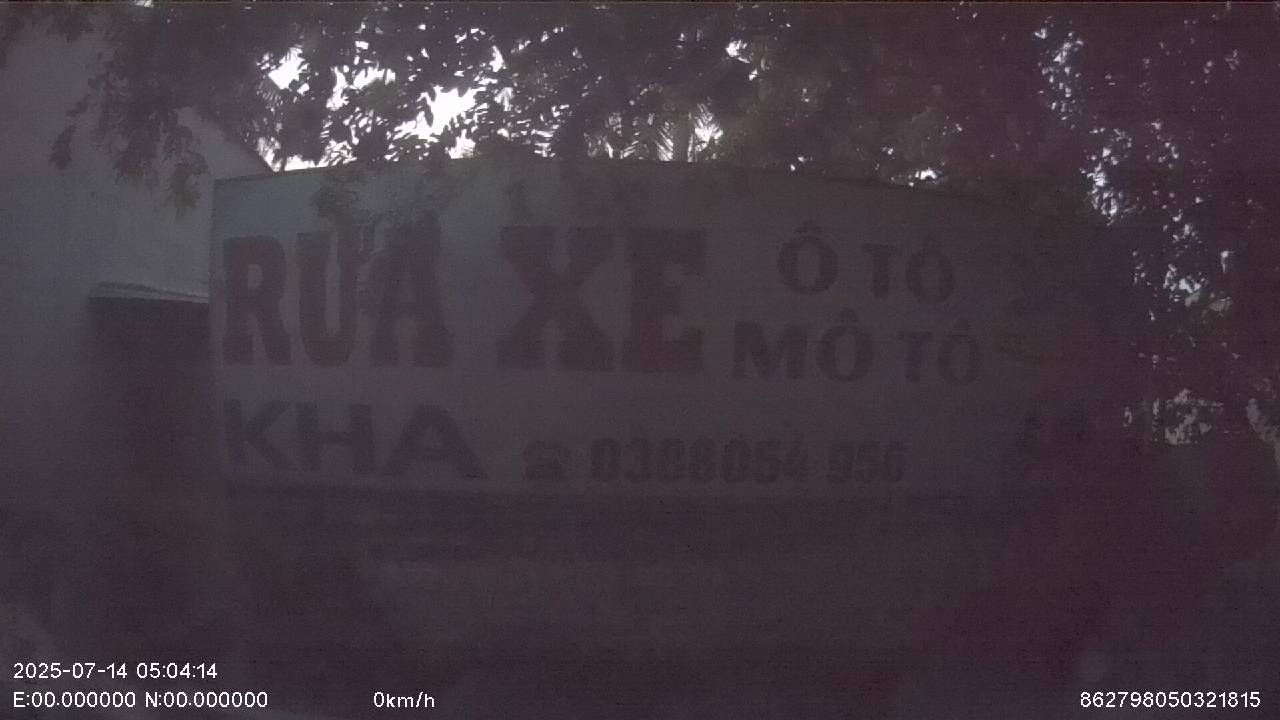 RỬA XE
Ô TÔ
MÔ TÔ
KHA
☎ 0388054 956
2025-07-14 05:04:14
E:00.000000 N:00.000000 0km/h 862798050321815